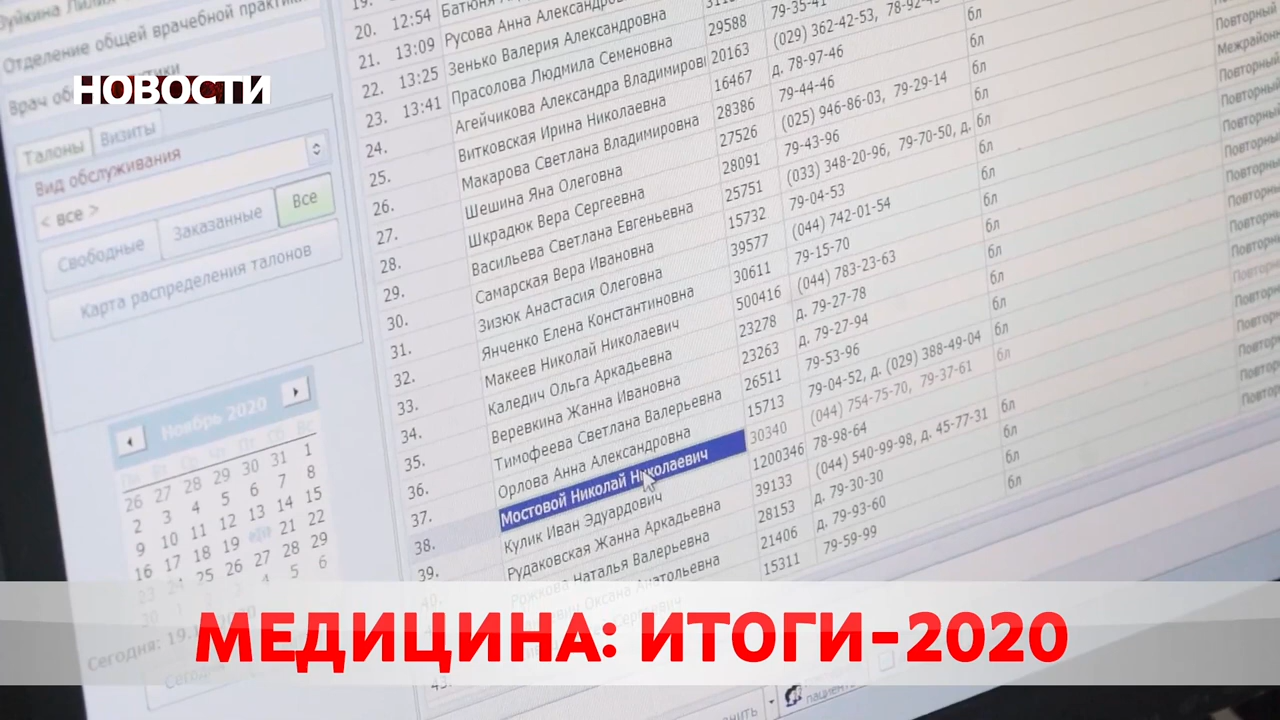 НОВОСТИ
Отделение общей врачебной
Врач
Талоны Визиты
Вид обслуживания
< все >
Свободные Заказанные Все
Карта распределения талонов
Ноябрь 2020
26 27 28 29 30 31 1
2 3 4 5 6 7 8
9 10 11 12 13 14 15
16 17 18 19 20 21 22
23 24 25 26 27 28 29
Сегодня: 19.
19.
20. 12:54 Батюня
21. 13:09 Русова Анна Александровна
22. 13:25 Зенько Валерия Александровна
23. 13:41 Прасолова Людмила Семеновна 29588 79-35-41
24. Агейчикова Александра Владимировн 20163 (029) 362-42-53, бл Повторный
25. Витковская Ирина Николаевна 16467 д. 78-97-46 бл
26. Макарова Светлана Владимировна 28386 79-44-46 бл Повторный
27. Шешина Яна Олеговна 27526 (025) 946-86-03, 79-29-14 бл Повторный
28. Шкрадюк Вера Сергеевна 28091 79-43-96 бл Повторный
29. Васильева Светлана Евгеньевна 25751 (033) 348-20-96, 79-70-50, д. бл
30. Самарская Вера Ивановна 15732 79-04-53 бл
31. Зизюк Анастасия Олеговна 39577 (044) 742-01-54 бл
32. Янченко Елена Константиновна 30611 79-15-70 бл
33. Макеев Николай Николаевич 500416 (044) 783-23-63 бл
34. Каледич Ольга Аркадьевна 23278 д. 79-27-78 бл
35. Веревкина Жанна Ивановна 23263 д. 79-27-94 бл
36. Тимофеева Светлана Валерьевна 26511 79-53-96 бл
37. Орлова Анна Александровна 15713 79-04-52, д. (029) 388-49-04 бл
38. Мостовой Николай Николаевич 30340 (044) 754-75-70, 79-37-61
39. Кулик Иван Эдуардович 1200346 78-98-64
Рудаковская Жанна Аркадьевна 39133 (044) 540-99-98, д. 45-77-31 бл
Рожкова Наталья Валерьевна 28153 д. 79-30-30 бл
Оксана Анатольевна 21406 д. 79-93-60
15311 79-59-99 бл
43.
МЕДИЦИНА: ИТОГИ-2020